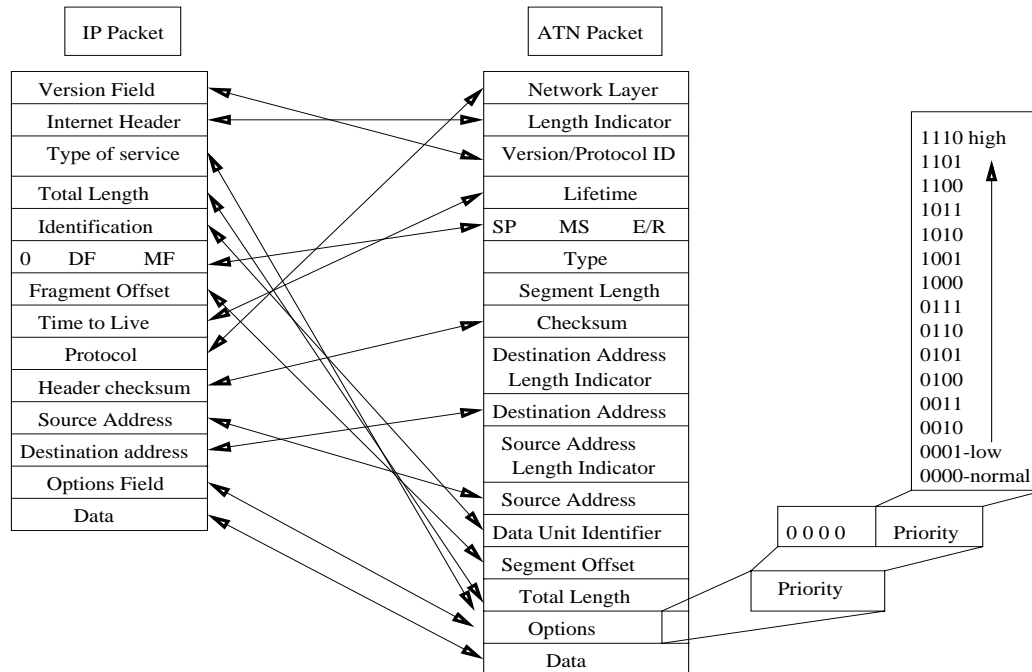 IP Packet
ATN Packet
Version Field
Internet Header
Type of service
Total Length
Identification
0 DF MF
Fragment Offset
Time to Live
Protocol
Header checksum
Source Address
Destination address
Options Field
Data
Network Layer
Length Indicator
Version/Protocol ID
Lifetime
SP MS E/R
Type
Segment Length
Checksum
Destination Address
Length Indicator
Destination Address
Source Address
Length Indicator
Source Address
Data Unit Identifier
Segment Offset
Total Length
Options
Data
1110 high
1101
1100
1011
1010
1001
1000
0111
0110
0101
0100
0011
0010
0001-low
0000-normal
0 0 0 0 Priority
Priority